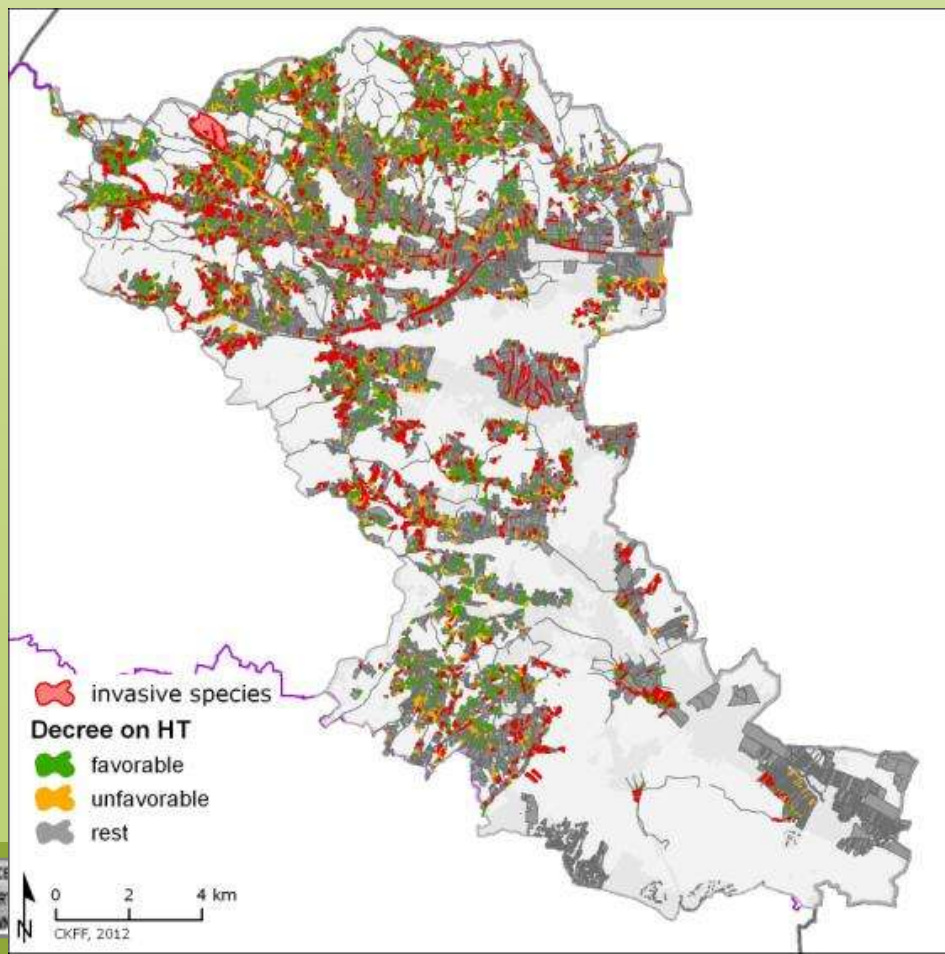 invasive species
Decree on HT
favorable
unfavorable
rest
0 2 4 km
N
CKFF, 2012